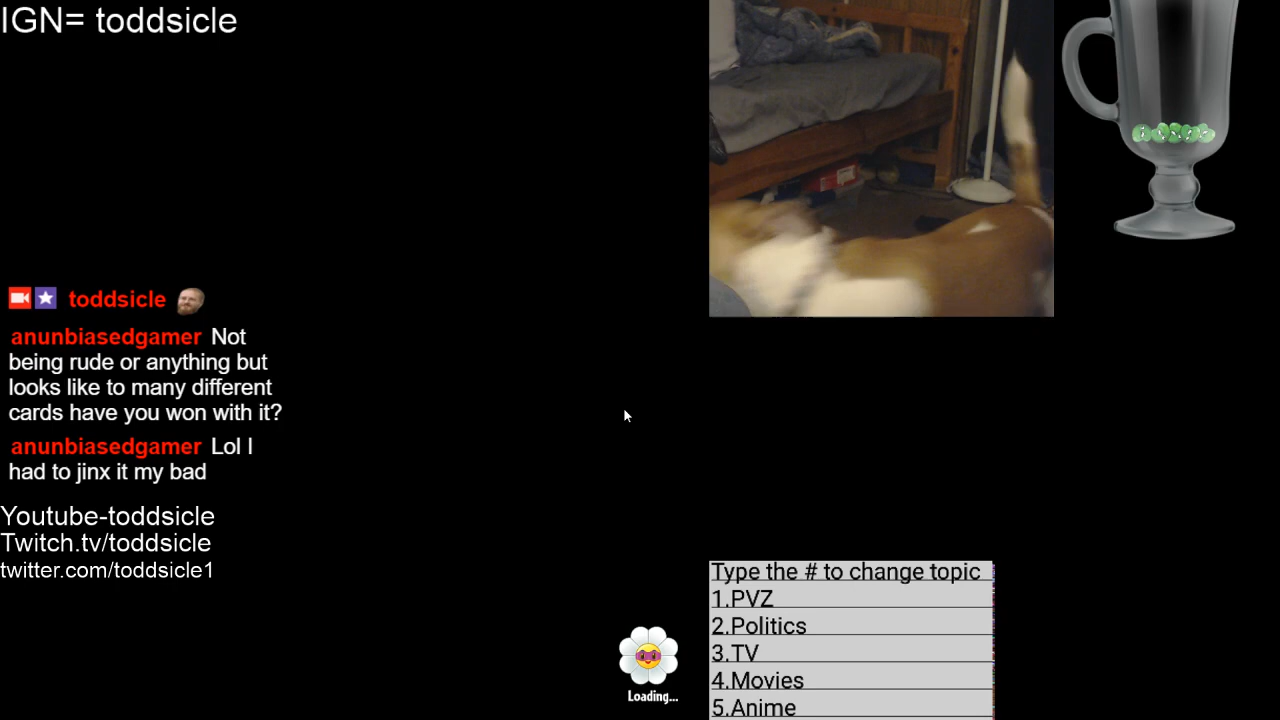 IGN= toddsicle
toddsicle
anunbiasedgamer Not
being rude or anything but
looks like to many different
cards have you won with it?
anunbiasedgamer Lol I
had to jinx it my bad
Youtube-toddsicle
Twitch.tv/toddsicle
twitter.com/toddsicle1
Loading...
Type the # to change topic
1.PVZ
2.Politics
3.TV
4.Movies
5.Anime